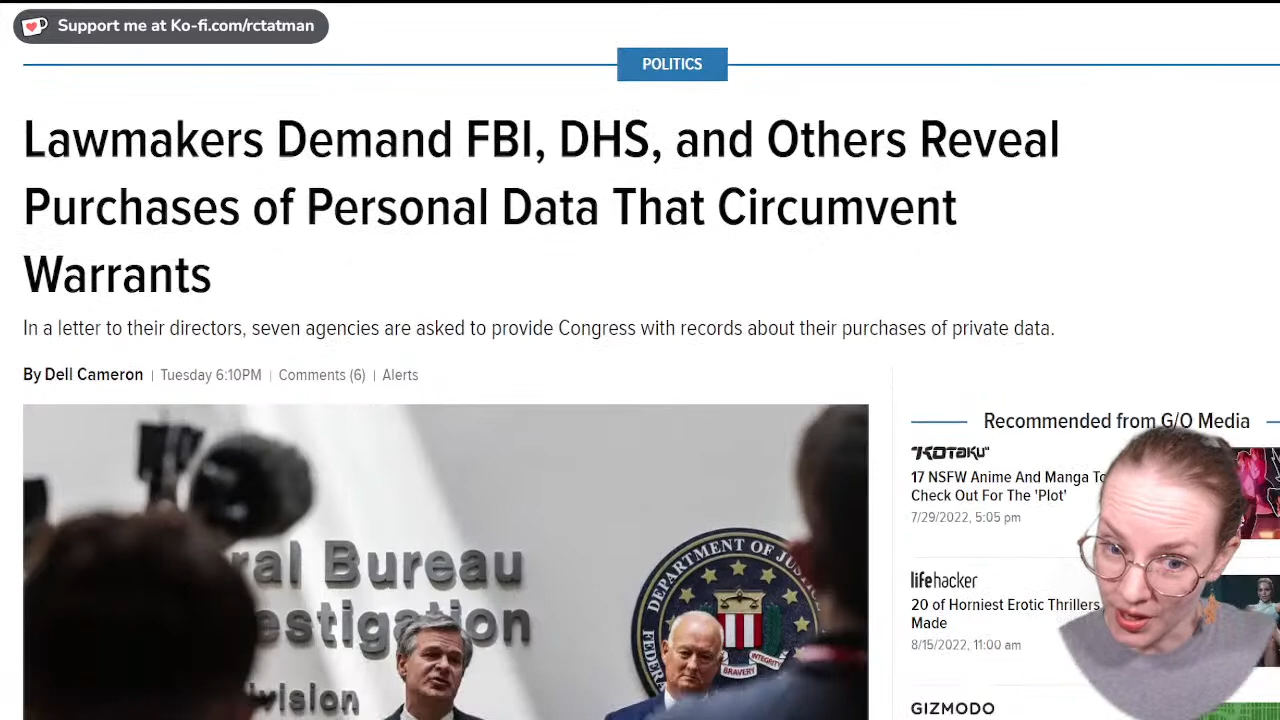 Support me at Ko-fi.com/rctatman
POLITICS
Lawmakers Demand FBI, DHS, and Others Reveal
Purchases of Personal Data That Circumvent
Warrants
In a letter to their directors, seven agencies are asked to provide Congress with records about their purchases of private data.
By Dell Cameron | Tuesday 6:10PM | Comments (6) | Alerts
Recommended from G/O Media
KOTAKU
17 NSFW Anime And Manga To
Check Out For The 'Plot'
7/29/2022, 5:05 pm
lifehacker
20 of Horniest Erotic Thrillers
Made
8/15/2022, 11:00 am
GIZMODO
ral Bureau
estigation
vision
DEPARTMENT OF JU
BRAVERY
INTEGRITY